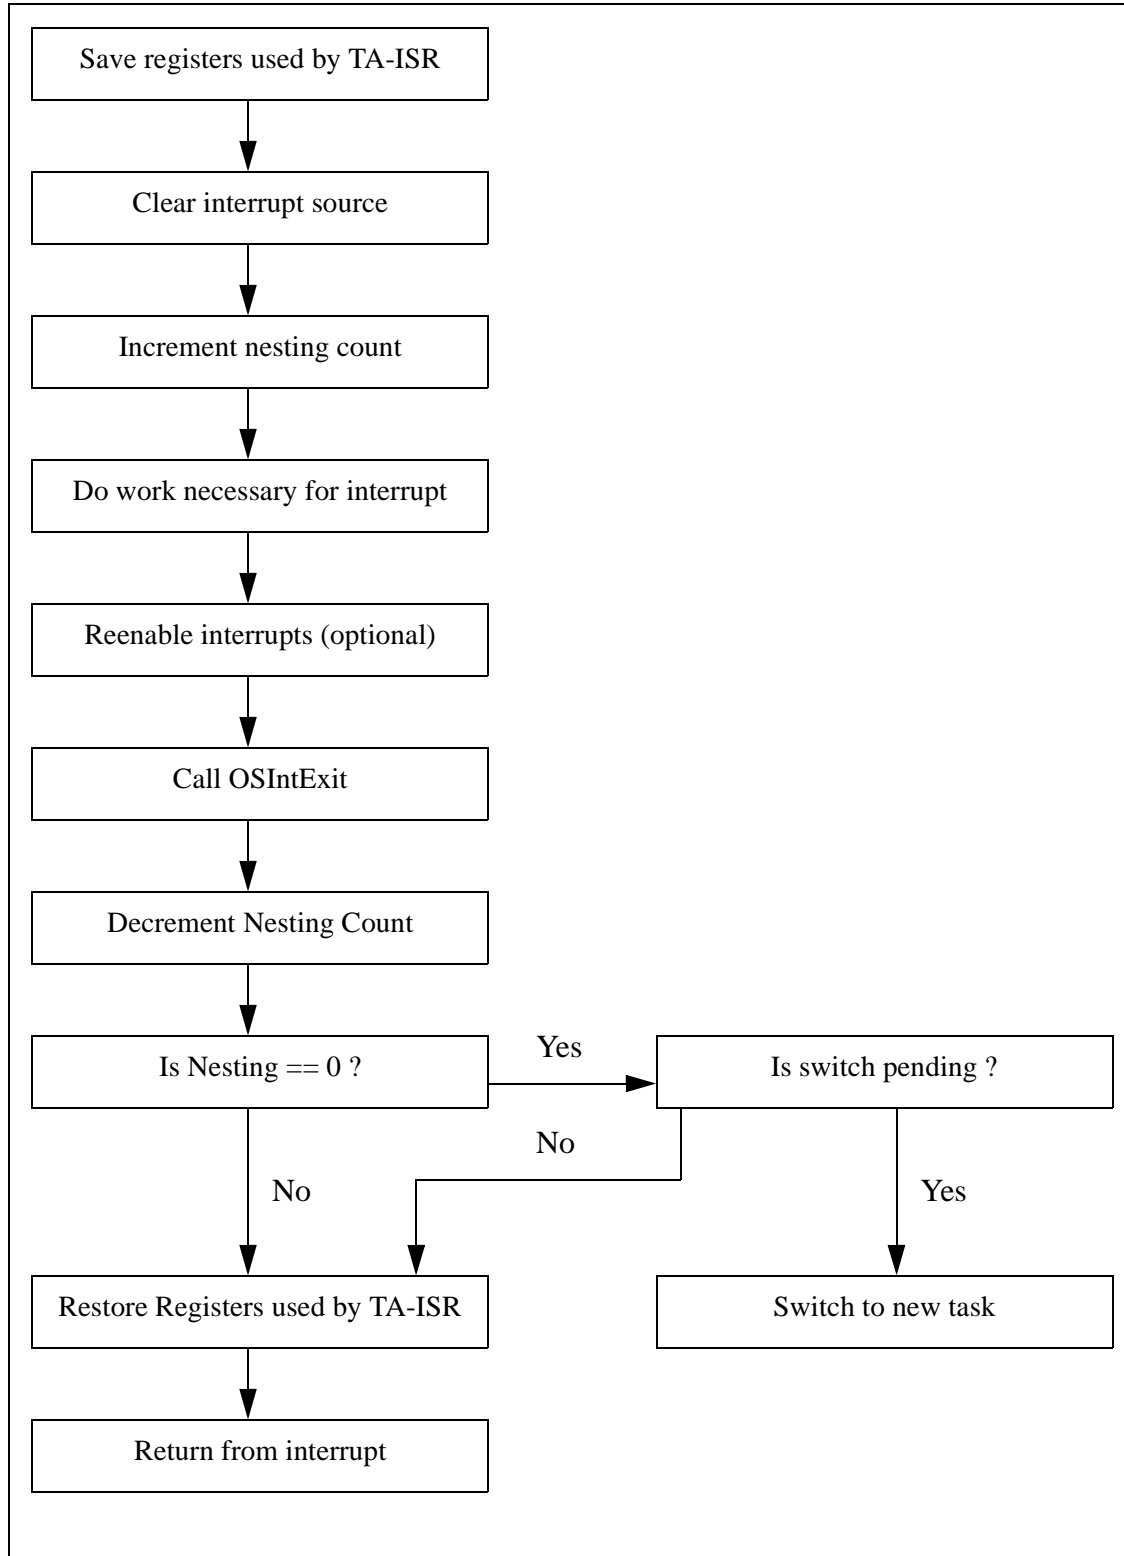 Save registers used by TA-ISR
Clear interrupt source
Increment nesting count
Do work necessary for interrupt
Reenable interrupts (optional)
Call OSIntExit
Decrement Nesting Count
Is Nesting == 0 ?
Yes
Is switch pending ?
No
No
Yes
Restore Registers used by TA-ISR
Switch to new task
Return from interrupt